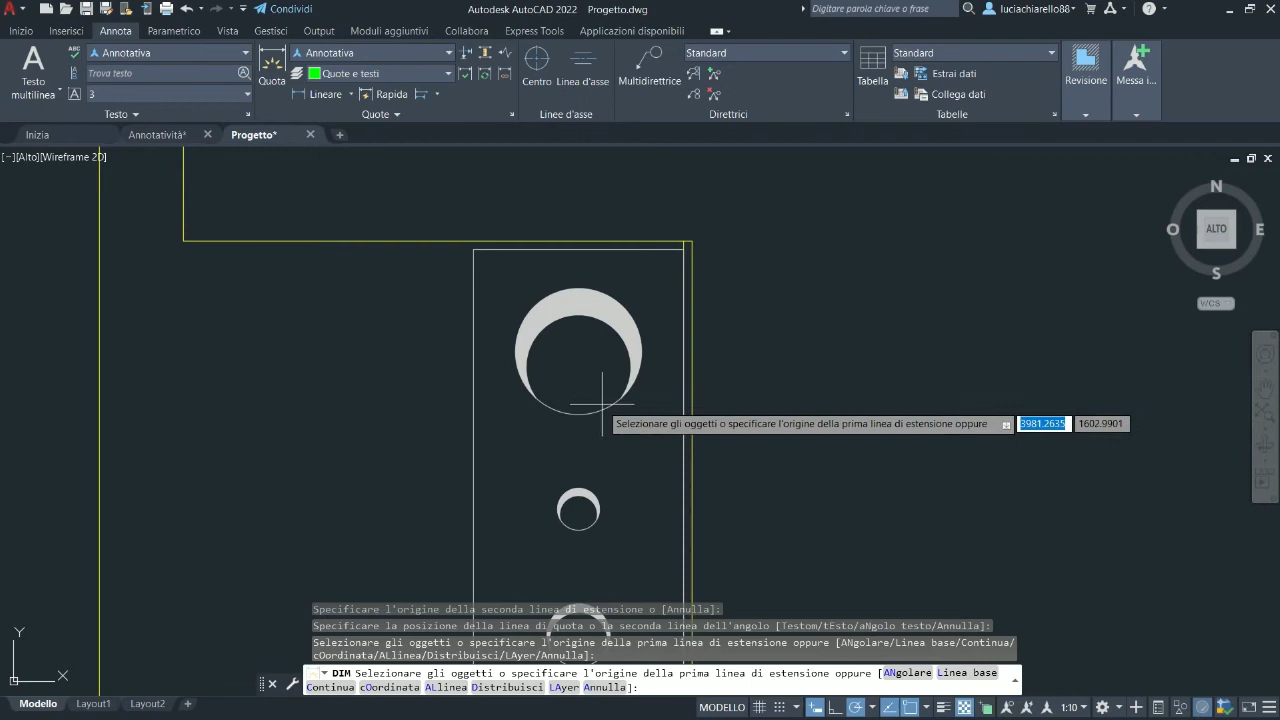 Condividi
Autodesk AutoCAD 2022 Progetto.dwg
Digitare parola chiave o frase
luciachiarello88
Inizio Inserisci Annota Parametrico Vista Gestisci Output Moduli aggiuntivi Collabora Express Tools Applicazioni disponibili
Testo
multilinea
Annotativa
Trova testo
3
Testo
Quota
Annotativa
Quote e testi
Lineare Rapida
Quote
Centro Linea d'asse
Linee d'asse
Multidirettrice
Standard
Direttrici
Tabella
Standard
Estrai dati
Collega dati
Tabelle
Revisione
Messa i...
Inizia Annotatività* Progetto*
[−][Alto][Wireframe 2D]
N
O ALTO E
S
VCS
Selezionare gli oggetti o specificare l'origine della prima linea di estensione oppure 3981.2635 1602.9901
Specificare l'origine della seconda linea di estensione o [Annulla]:
Specificare la posizione della linea di quota o la seconda linea dell'angolo [Testom/tEsto/aNgolo testo/Annulla]:
Selezionare gli oggetti o specificare l'origine della prima linea di estensione oppure [ANgolare/Linea base/Continua/
cOordinata/ALlinea/Distribuisci/LAyer/Annulla]:
DIM Selezionare gli oggetti o specificare l'origine della prima linea di estensione oppure [ANgolare Linea base
Continua cOordinata ALlinea Distribuisci LAyer Annulla]:
Y
X
Modello Layout1 Layout2
MODELLO
1:10